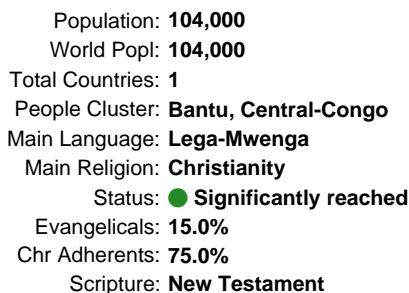 Population: 104,000
World Popl: 104,000
Total Countries: 1
People Cluster: Bantu, Central-Congo
Main Language: Lega-Mwenga
Main Religion: Christianity
Status: Significantly reached
Evangelicals: 15.0%
Chr Adherents: 75.0%
Scripture: New Testament